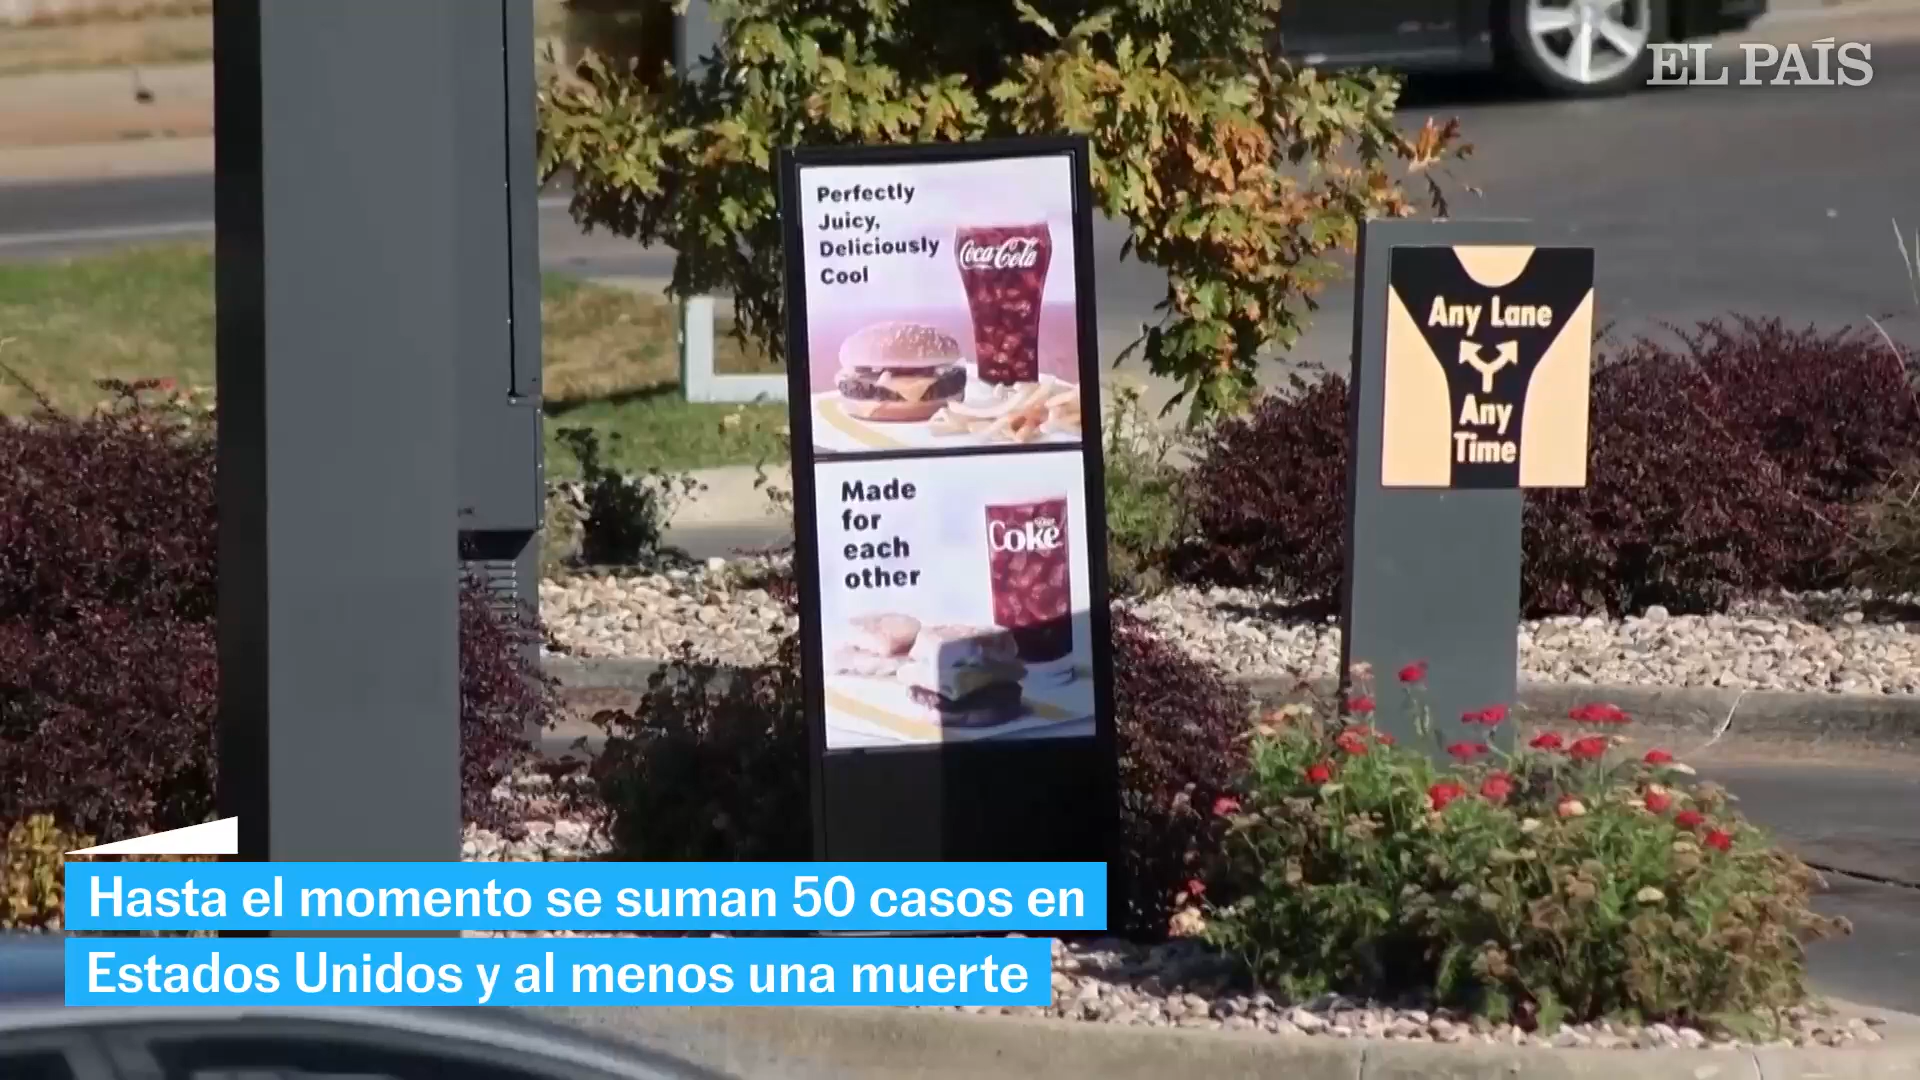 EL PAÍS
Perfectly
Juicy,
Deliciously
Cool
Coca-Cola
Any Lane
Any
Time
Made
for
each
other
Coke
Hasta el momento se suman 50 casos en
Estados Unidos y al menos una muerte